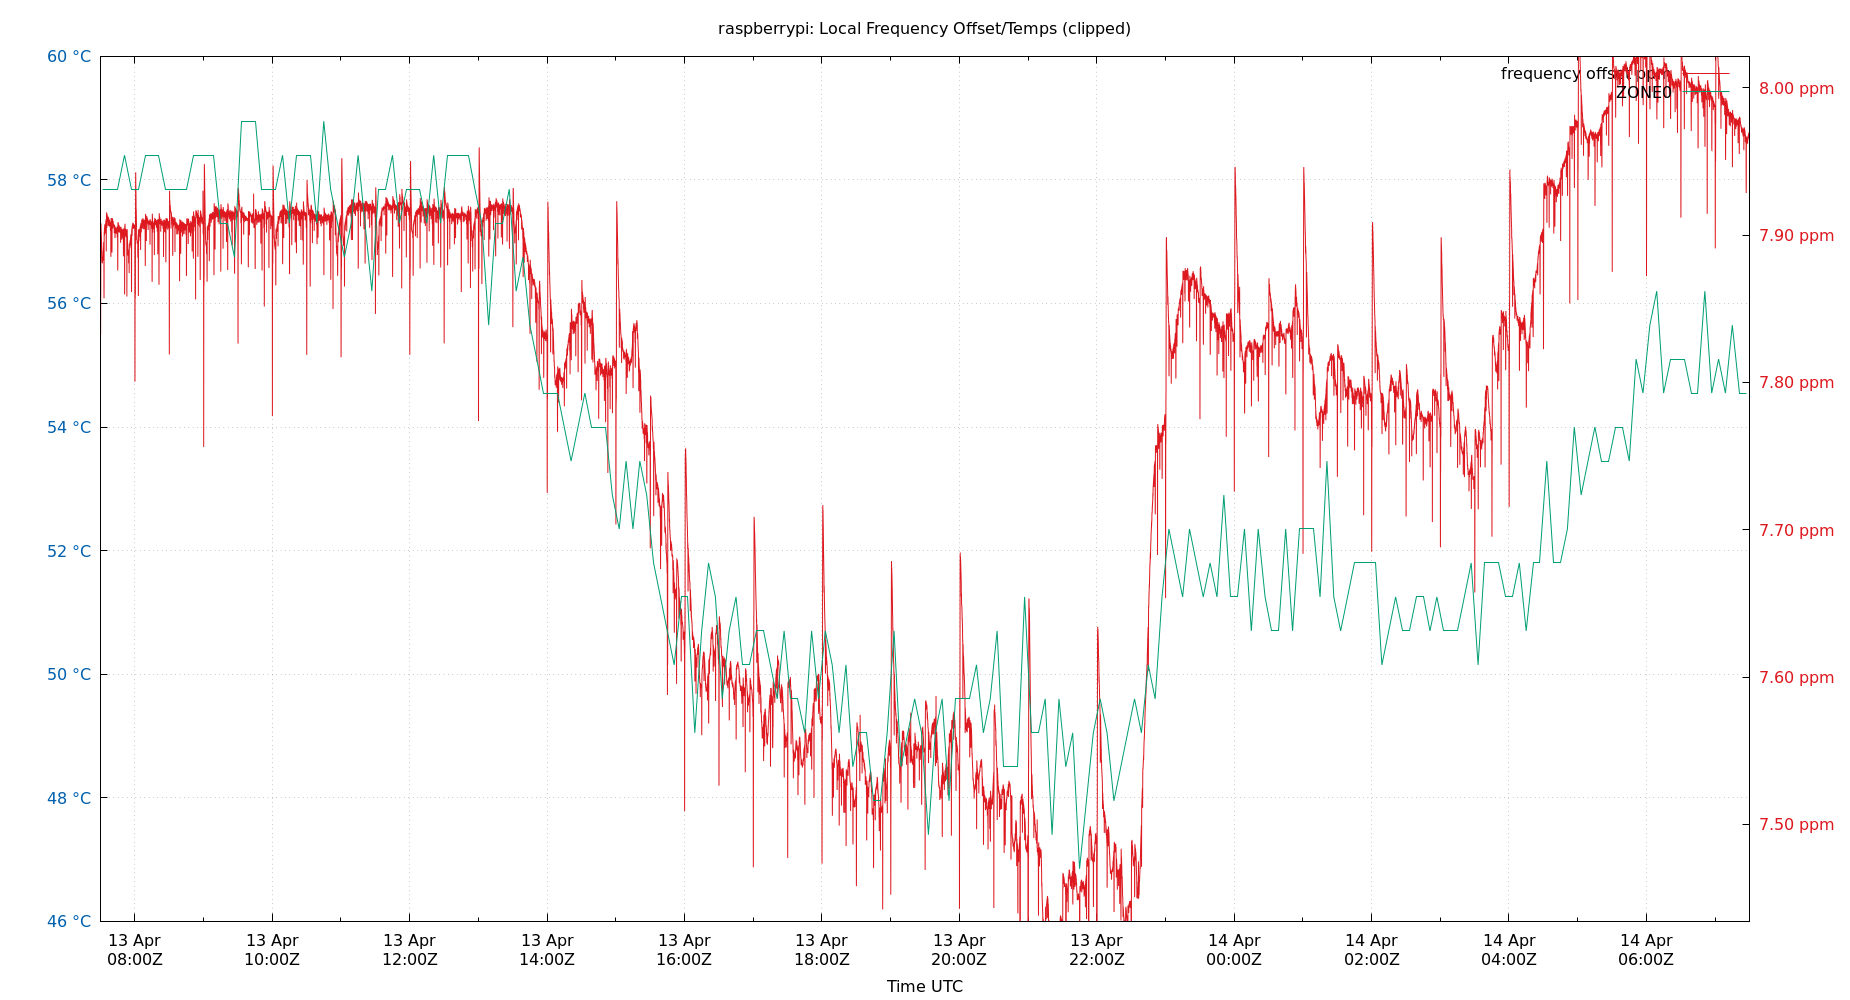 raspberrypi: Local Frequency Offset/Temps (clipped)
60 °C
58 °C
56 °C
54 °C
52 °C
50 °C
48 °C
46 °C
frequency offset ppm
ZONE0
8.00 ppm
7.90 ppm
7.80 ppm
7.70 ppm
7.60 ppm
7.50 ppm
13 Apr
08:00Z
13 Apr
10:00Z
13 Apr
12:00Z
13 Apr
14:00Z
13 Apr
16:00Z
13 Apr
18:00Z
13 Apr
20:00Z
13 Apr
22:00Z
14 Apr
00:00Z
14 Apr
02:00Z
14 Apr
04:00Z
14 Apr
06:00Z
Time UTC